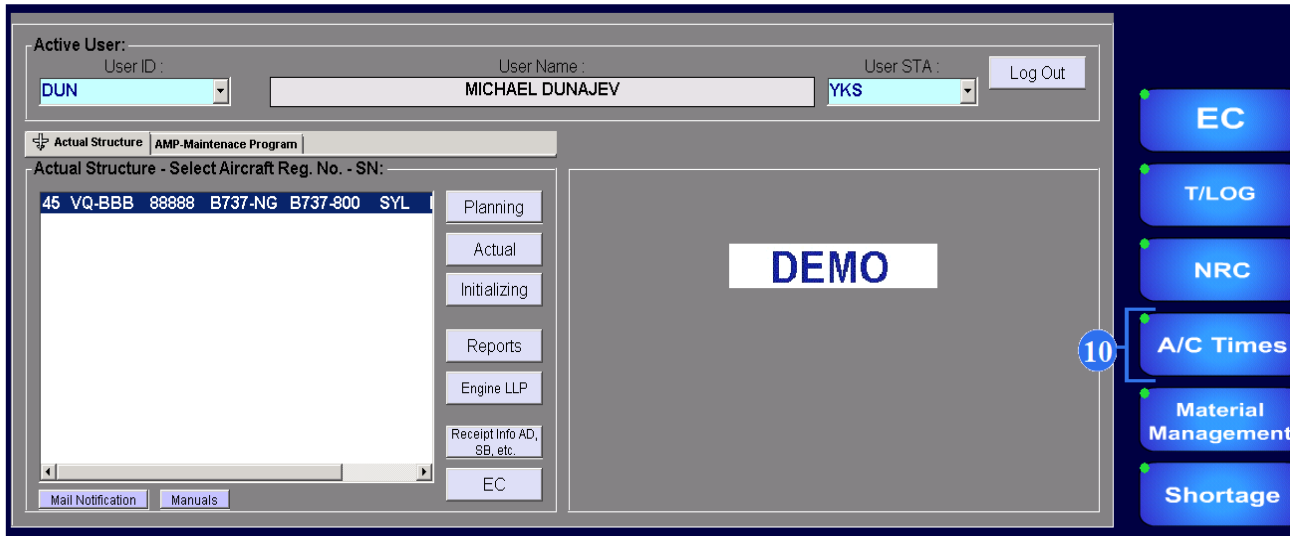 Active User:
User ID :
User Name :
User STA :
DUN
MICHAEL DUNAJEV
YKS
Log Out
Actual Structure
AMP-Maintenace Program
Actual Structure - Select Aircraft Reg. No. - SN:
45 VQ-BBB 88888 B737-NG B737-800 SYL
Planning
Actual
Initializing
Reports
Engine LLP
Receipt Info AD,
SB, etc.
EC
Mail Notification
Manuals
DEMO
EC
T/LOG
NRC
10
A/C Times
Material
Management
Shortage